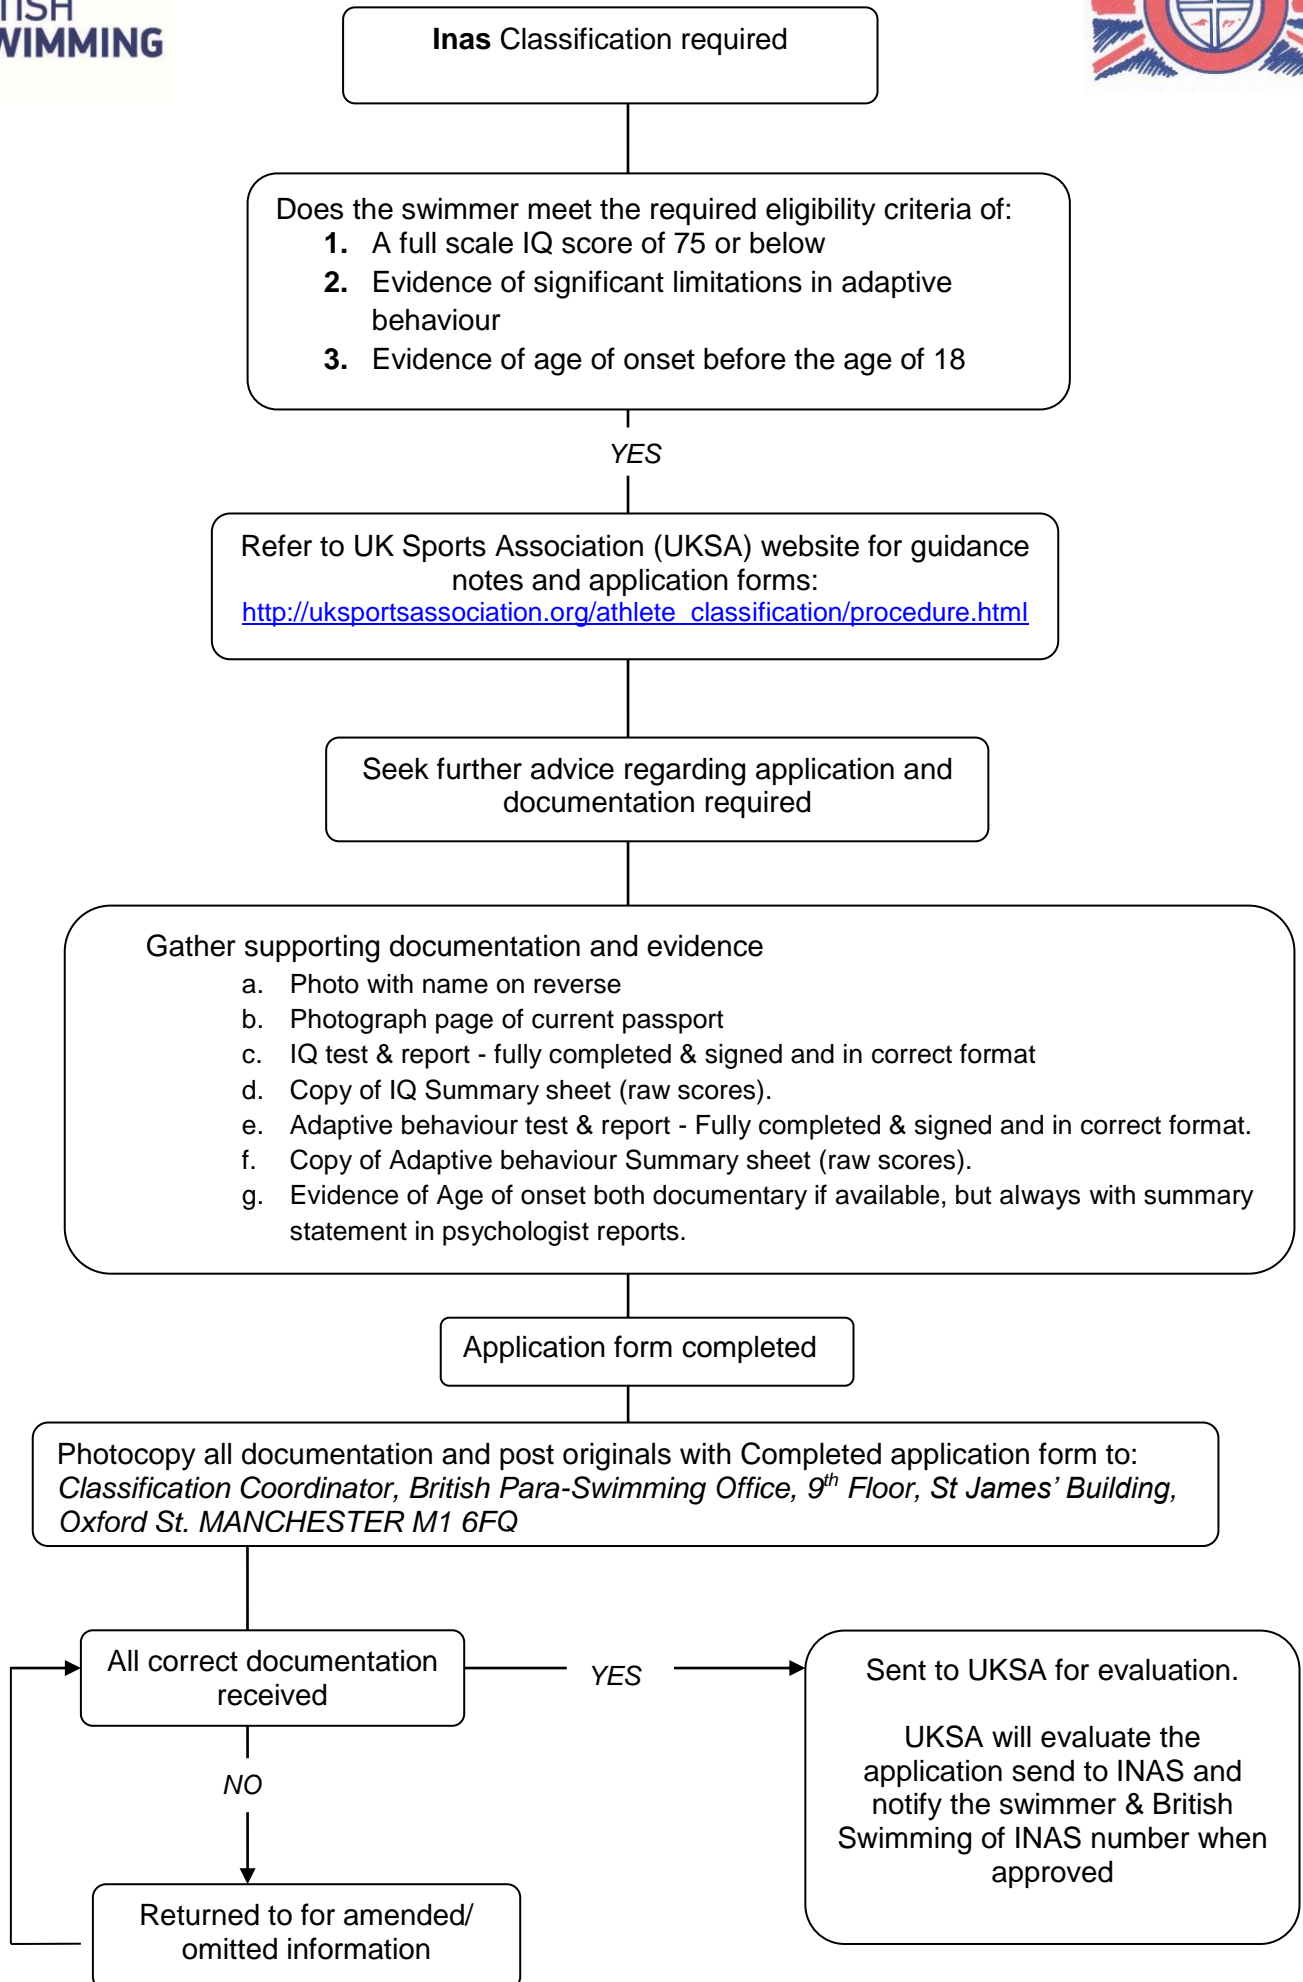 TISH
WIMMING
Inas Classification required
Does the swimmer meet the required eligibility criteria of:
1. A full scale IQ score of 75 or below
2. Evidence of significant limitations in adaptive
behaviour
3. Evidence of age of onset before the age of 18
YES
Refer to UK Sports Association (UKSA) website for guidance
notes and application forms:
http://uksportsassociation.org/athlete_classification/procedure.html
Seek further advice regarding application and
documentation required
Gather supporting documentation and evidence
a. Photo with name on reverse
b. Photograph page of current passport
c. IQ test & report - fully completed & signed and in correct format
d. Copy of IQ Summary sheet (raw scores).
e. Adaptive behaviour test & report - Fully completed & signed and in correct format.
f. Copy of Adaptive behaviour Summary sheet (raw scores).
g. Evidence of Age of onset both documentary if available, but always with summary
statement in psychologist reports.
Application form completed
Photocopy all documentation and post originals with Completed application form to:
Classification Coordinator, British Para-Swimming Office, 9th Floor, St James’ Building,
Oxford St. MANCHESTER M1 6FQ
All correct documentation
received
YES
Sent to UKSA for evaluation.
UKSA will evaluate the
application send to INAS and
notify the swimmer & British
Swimming of INAS number when
approved
NO
Returned to for amended/
omitted information